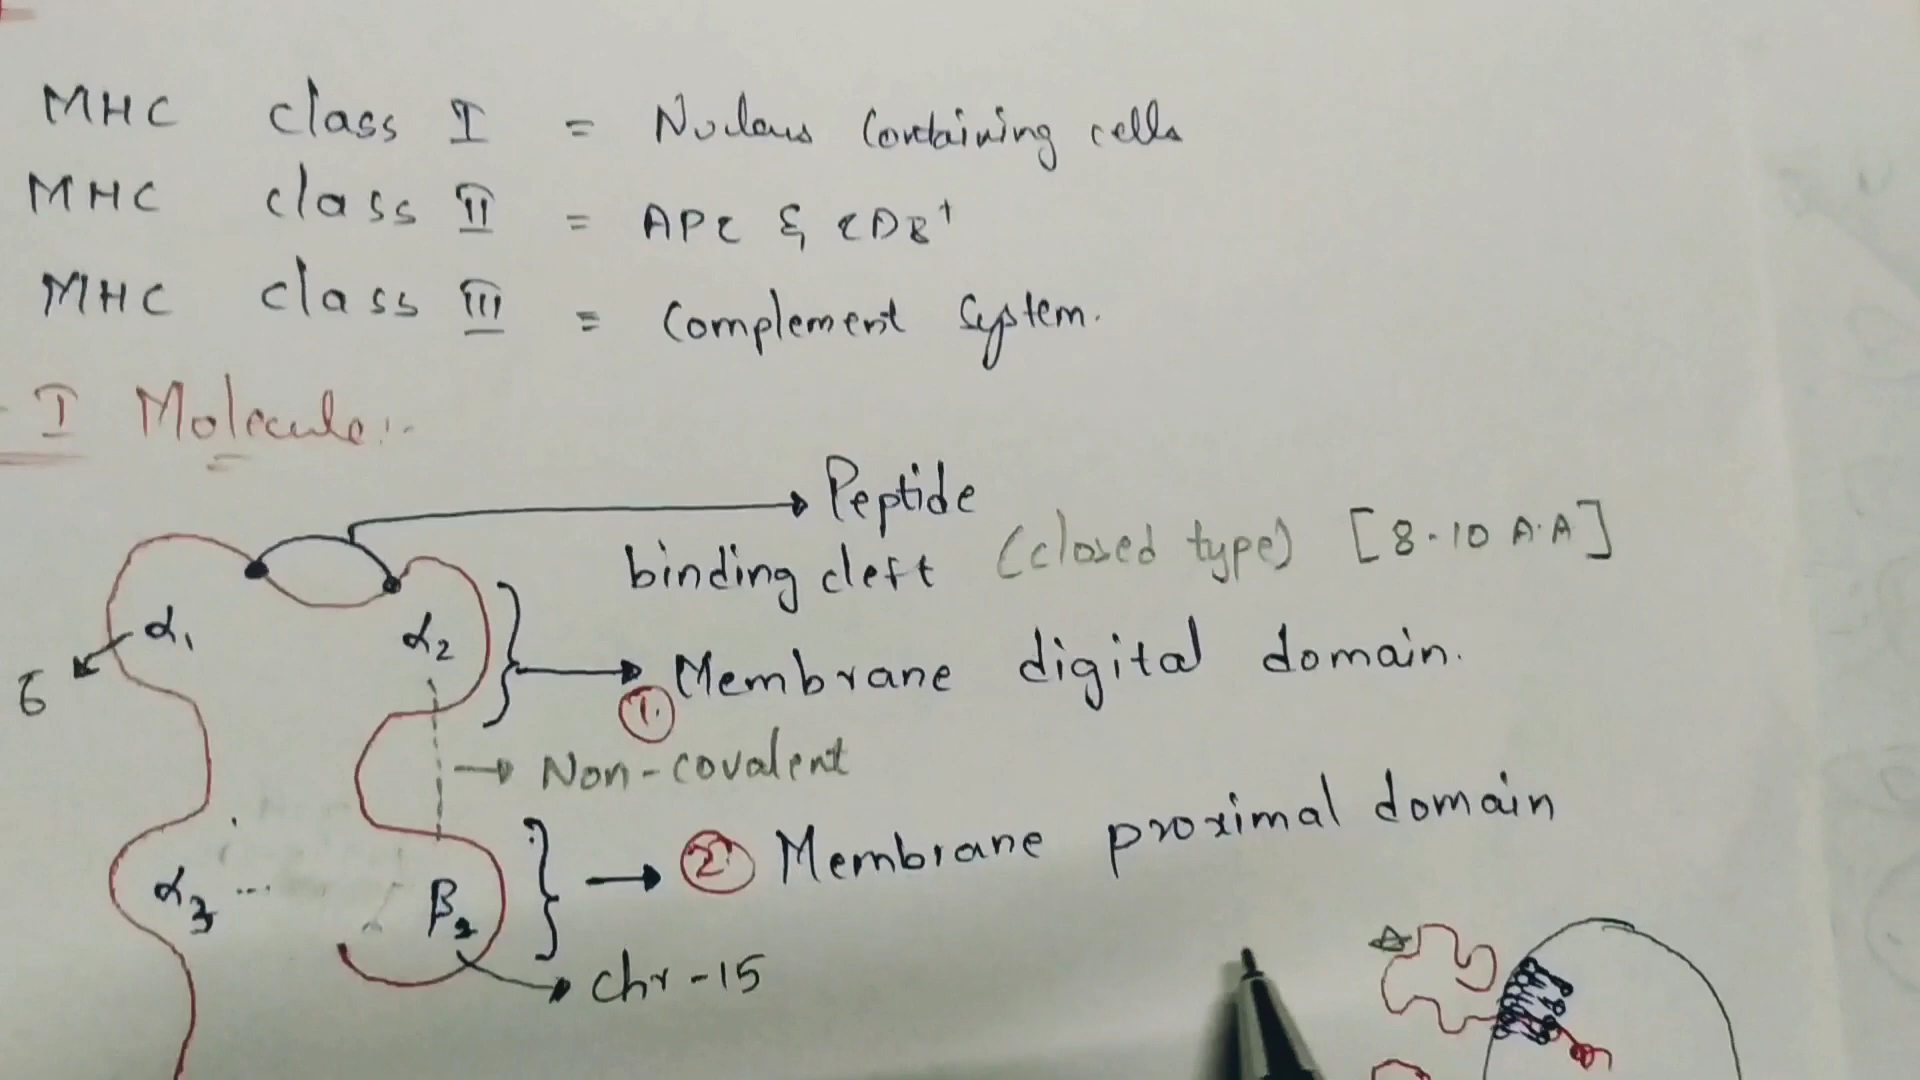 MHC class I = Nucleus Containing cells
MHC class II = APC & CD8+
MHC class III = Complement System.
I Molecule:-
Peptide
binding cleft (closed type) [8-10 A.A]
α1 α2
6
① Membrane digital domain.
Non-covalent
② Membrane proximal domain
α3 β2
chr-15